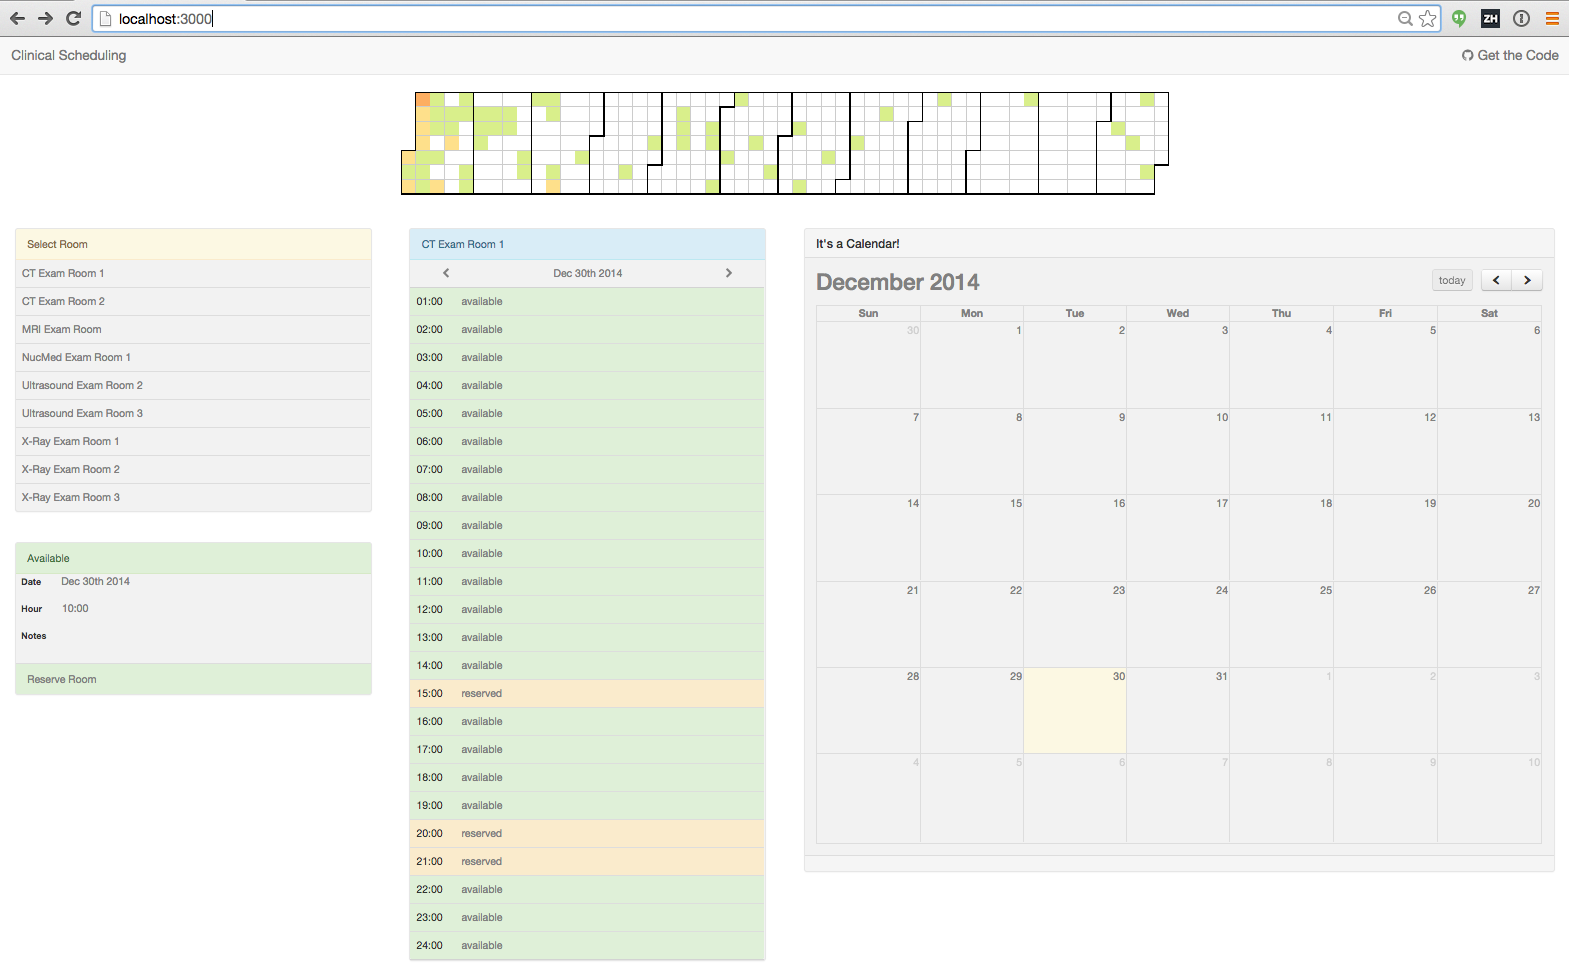 localhost:3000
ZH
Clinical Scheduling
Get the Code
Select Room
CT Exam Room 1
CT Exam Room 2
MRI Exam Room
NucMed Exam Room 1
Ultrasound Exam Room 2
Ultrasound Exam Room 3
X-Ray Exam Room 1
X-Ray Exam Room 2
X-Ray Exam Room 3
Available
Date Dec 30th 2014
Hour 10:00
Notes
Reserve Room
CT Exam Room 1
Dec 30th 2014
01:00 available
02:00 available
03:00 available
04:00 available
05:00 available
06:00 available
07:00 available
08:00 available
09:00 available
10:00 available
11:00 available
12:00 available
13:00 available
14:00 available
15:00 reserved
16:00 available
17:00 available
18:00 available
19:00 available
20:00 reserved
21:00 reserved
22:00 available
23:00 available
24:00 available
It's a Calendar!
December 2014
today
Sun Mon Tue Wed Thu Fri Sat
30 1 2 3 4 5 6
7 8 9 10 11 12 13
14 15 16 17 18 19 20
21 22 23 24 25 26 27
28 29 30 31 1 2 3
4 5 6 7 8 9 10